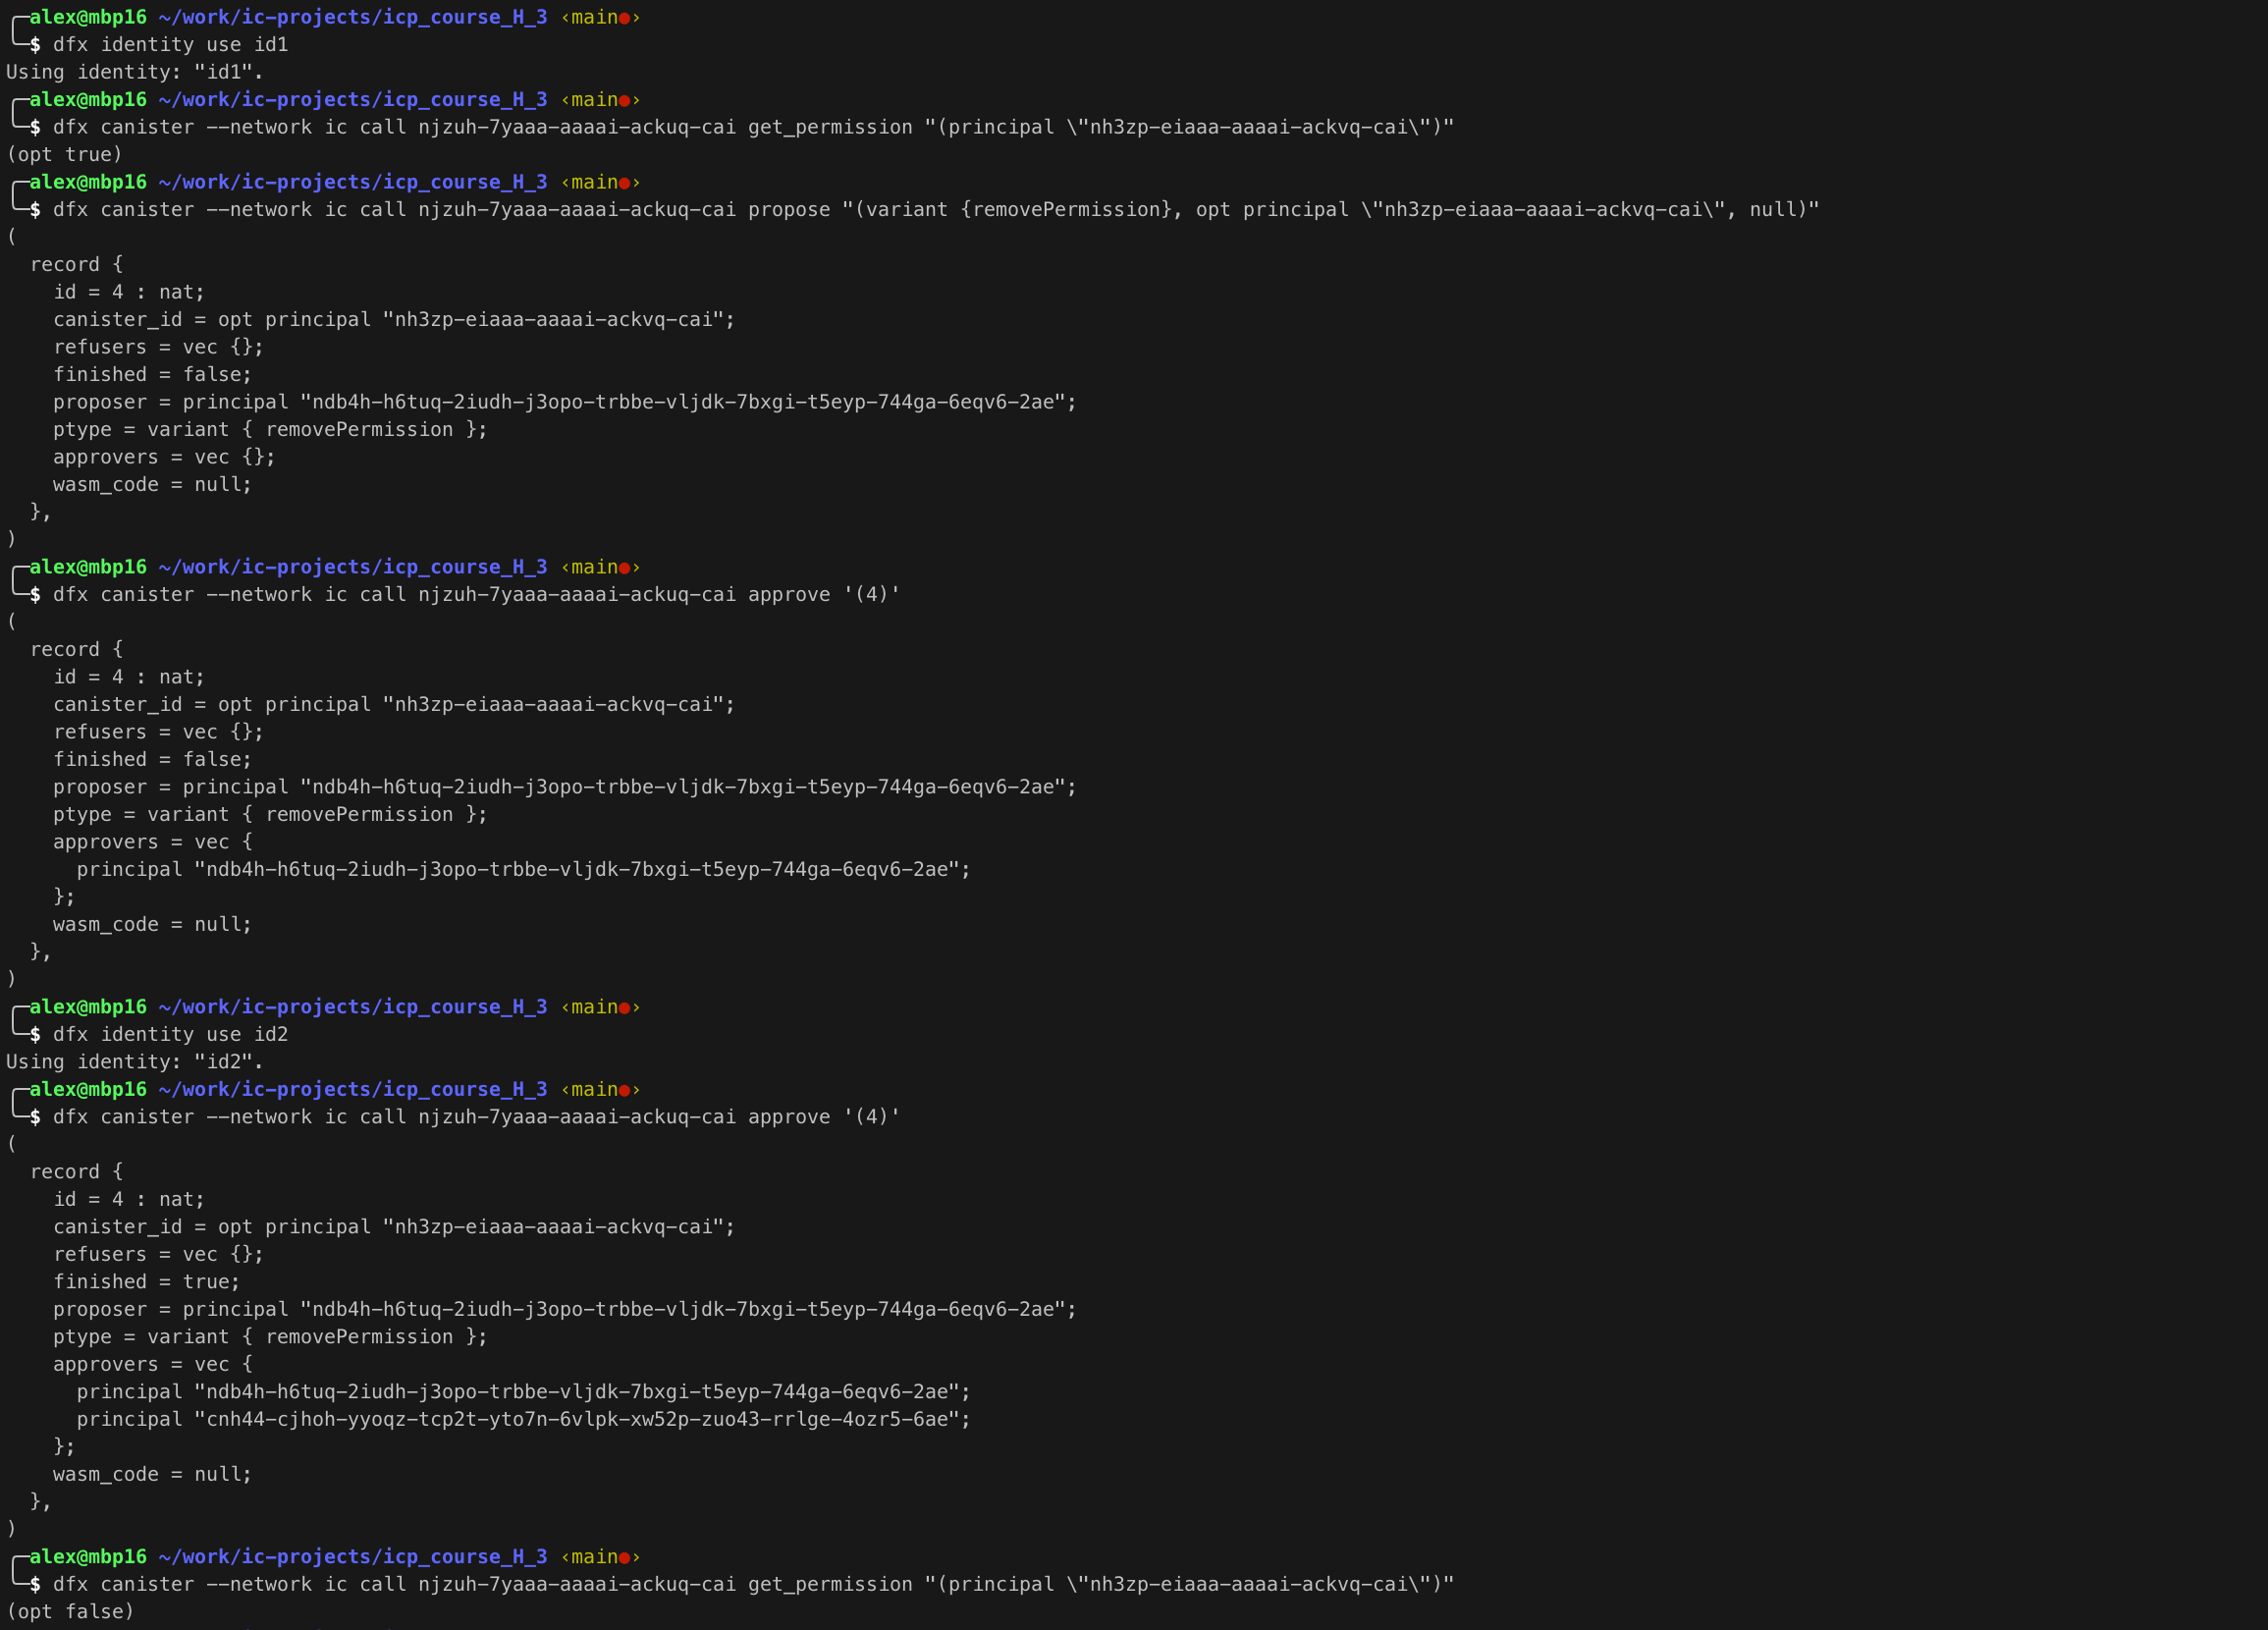 alex@mbp16 ~/work/ic-projects/icp_course_H_3 ‹main●›
$ dfx identity use id1
Using identity: "id1".
alex@mbp16 ~/work/ic-projects/icp_course_H_3 ‹main●›
$ dfx canister --network ic call njzuh-7yaaa-aaaai-ackuq-cai get_permission "(principal \"nh3zp-eiaaa-aaaai-ackvq-cai\")"
(opt true)
alex@mbp16 ~/work/ic-projects/icp_course_H_3 ‹main●›
$ dfx canister --network ic call njzuh-7yaaa-aaaai-ackuq-cai propose "(variant {removePermission}, opt principal \"nh3zp-eiaaa-aaaai-ackvq-cai\", null)"
(
  record {
    id = 4 : nat;
    canister_id = opt principal "nh3zp-eiaaa-aaaai-ackvq-cai";
    refusers = vec {};
    finished = false;
    proposer = principal "ndb4h-h6tuq-2iudh-j3opo-trbbe-vljdk-7bxgi-t5eyp-744ga-6eqv6-2ae";
    ptype = variant { removePermission };
    approvers = vec {};
    wasm_code = null;
  },
)
alex@mbp16 ~/work/ic-projects/icp_course_H_3 ‹main●›
$ dfx canister --network ic call njzuh-7yaaa-aaaai-ackuq-cai approve '(4)'
(
  record {
    id = 4 : nat;
    canister_id = opt principal "nh3zp-eiaaa-aaaai-ackvq-cai";
    refusers = vec {};
    finished = false;
    proposer = principal "ndb4h-h6tuq-2iudh-j3opo-trbbe-vljdk-7bxgi-t5eyp-744ga-6eqv6-2ae";
    ptype = variant { removePermission };
    approvers = vec {
      principal "ndb4h-h6tuq-2iudh-j3opo-trbbe-vljdk-7bxgi-t5eyp-744ga-6eqv6-2ae";
    };
    wasm_code = null;
  },
)
alex@mbp16 ~/work/ic-projects/icp_course_H_3 ‹main●›
$ dfx identity use id2
Using identity: "id2".
alex@mbp16 ~/work/ic-projects/icp_course_H_3 ‹main●›
$ dfx canister --network ic call njzuh-7yaaa-aaaai-ackuq-cai approve '(4)'
(
  record {
    id = 4 : nat;
    canister_id = opt principal "nh3zp-eiaaa-aaaai-ackvq-cai";
    refusers = vec {};
    finished = true;
    proposer = principal "ndb4h-h6tuq-2iudh-j3opo-trbbe-vljdk-7bxgi-t5eyp-744ga-6eqv6-2ae";
    ptype = variant { removePermission };
    approvers = vec {
      principal "ndb4h-h6tuq-2iudh-j3opo-trbbe-vljdk-7bxgi-t5eyp-744ga-6eqv6-2ae";
      principal "cnh44-cjhoh-yyoqz-tcp2t-yto7n-6vlpk-xw52p-zuo43-rrlge-4ozr5-6ae";
    };
    wasm_code = null;
  },
)
alex@mbp16 ~/work/ic-projects/icp_course_H_3 ‹main●›
$ dfx canister --network ic call njzuh-7yaaa-aaaai-ackuq-cai get_permission "(principal \"nh3zp-eiaaa-aaaai-ackvq-cai\")"
(opt false)